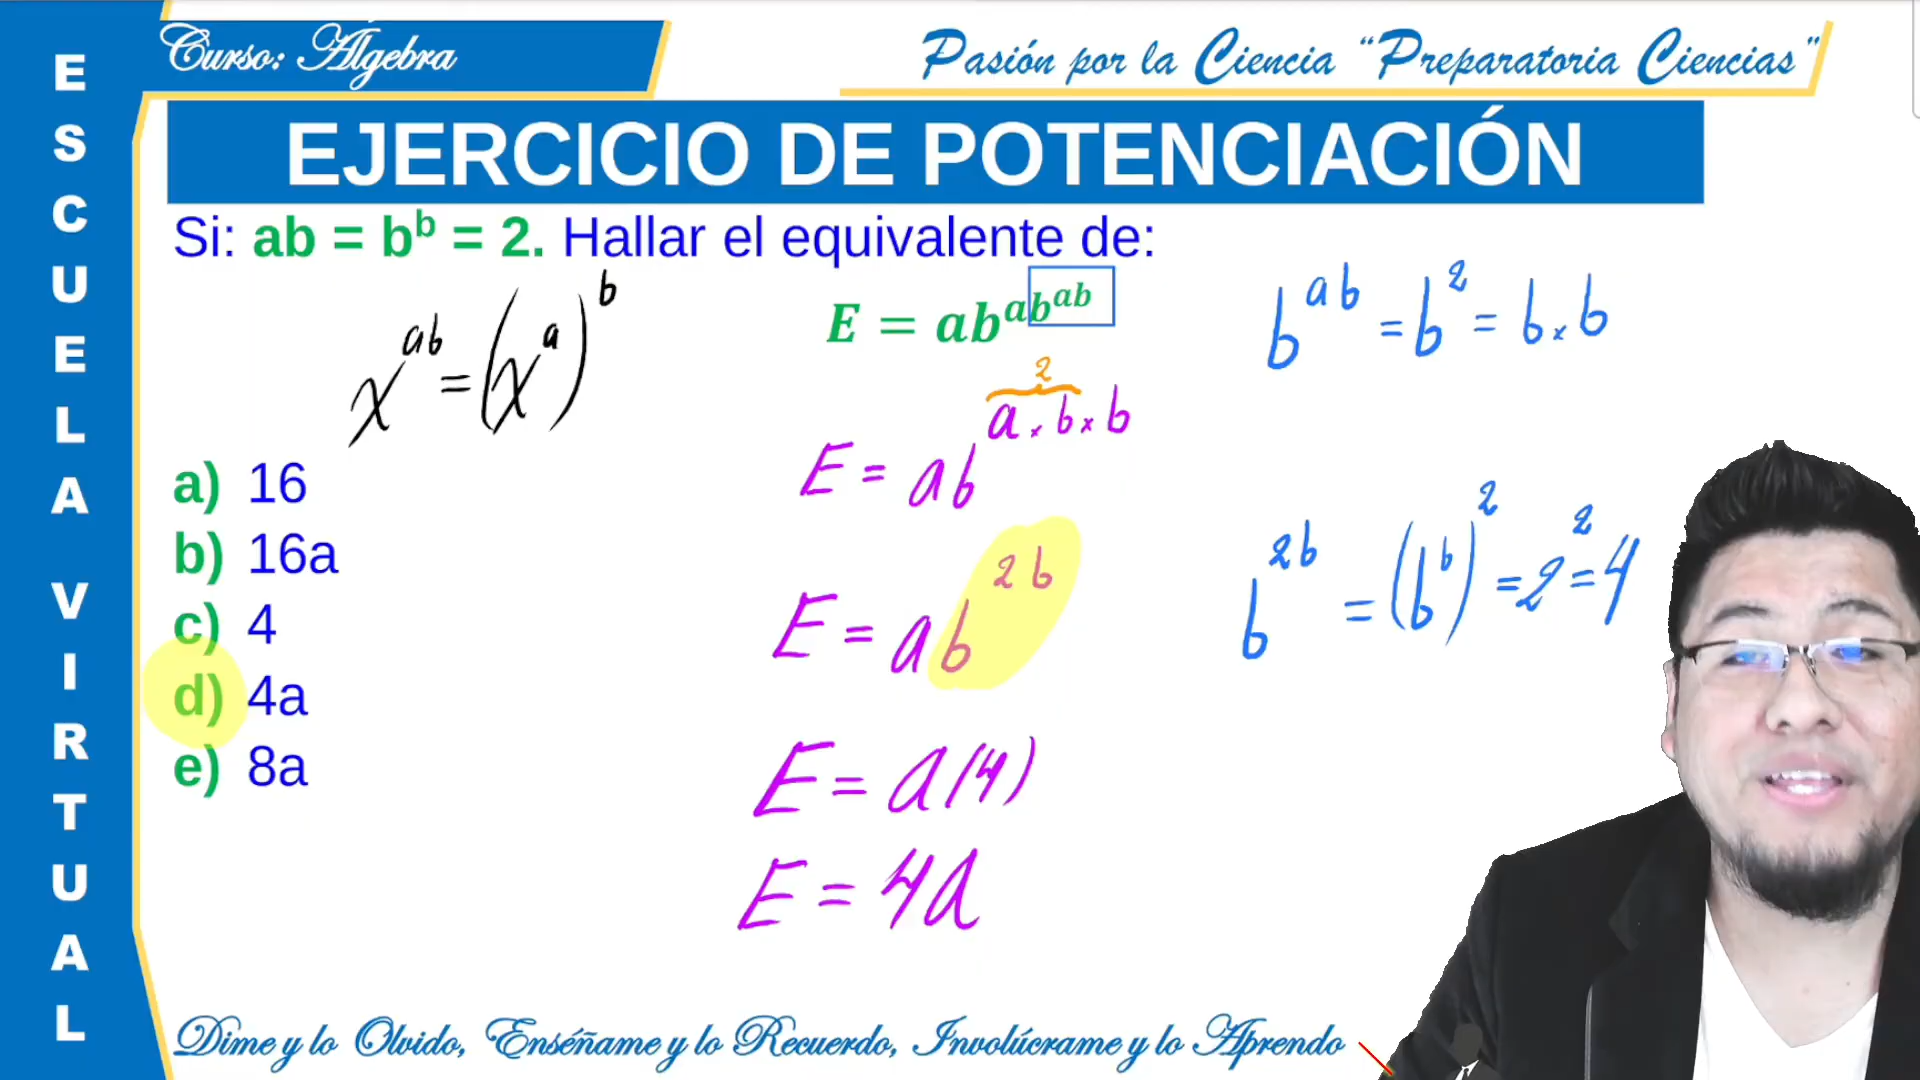 ESCUELA VIRTUAL
Curso: Álgebra
Pasión por la Ciencia “Preparatoria Ciencias”
EJERCICIO DE POTENCIACIÓN
Si: ab = b^b = 2. Hallar el equivalente de:
E = ab^{ab^{ab}}
x^{ab} = (x^a)^b
b^{ab} = b^2 = b × b
2
E = ab^{a × b × b}
a) 16
b) 16a
c) 4
d) 4a
e) 8a
E = ab^{2b}
b^{2b} = (b^b)^2 = 2^2 = 4
E = a(4)
E = 4a
Dime y lo Olvido, Enséñame y lo Recuerdo, Involúcrame y lo Aprendo